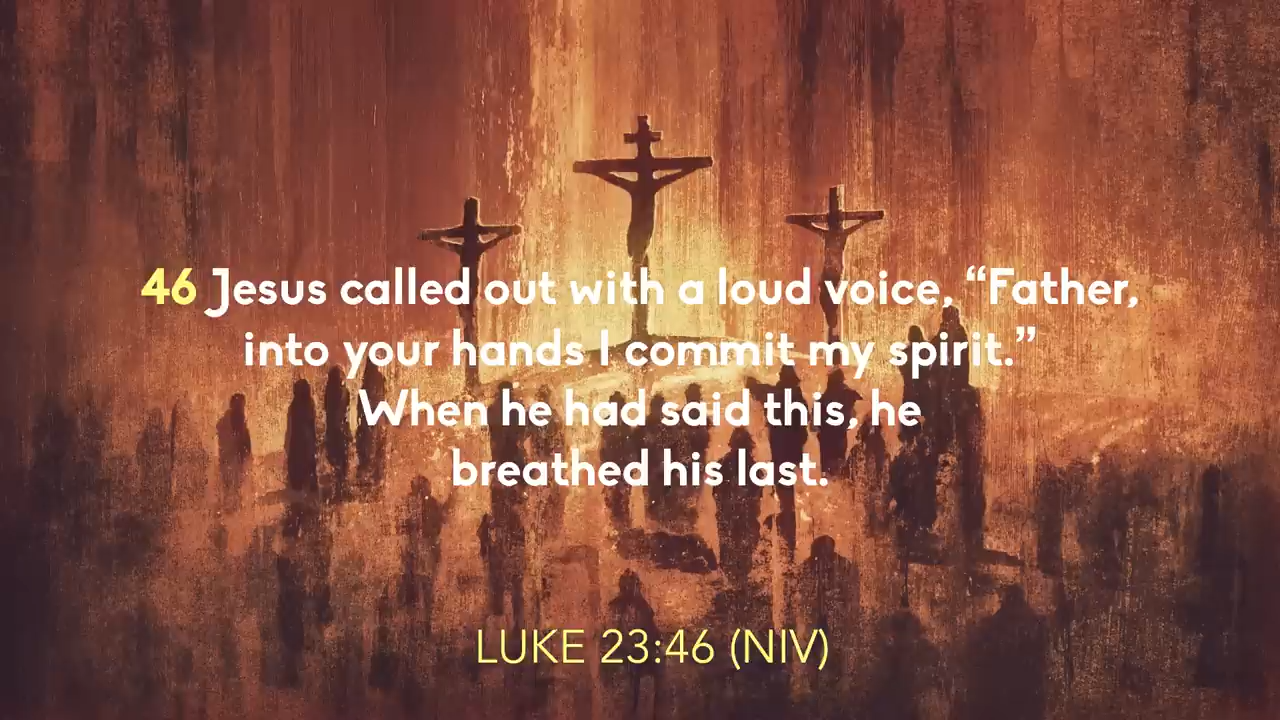 46 Jesus called out with a loud voice, “Father,
into your hands I commit my spirit.”
When he had said this, he
breathed his last.
LUKE 23:46 (NIV)